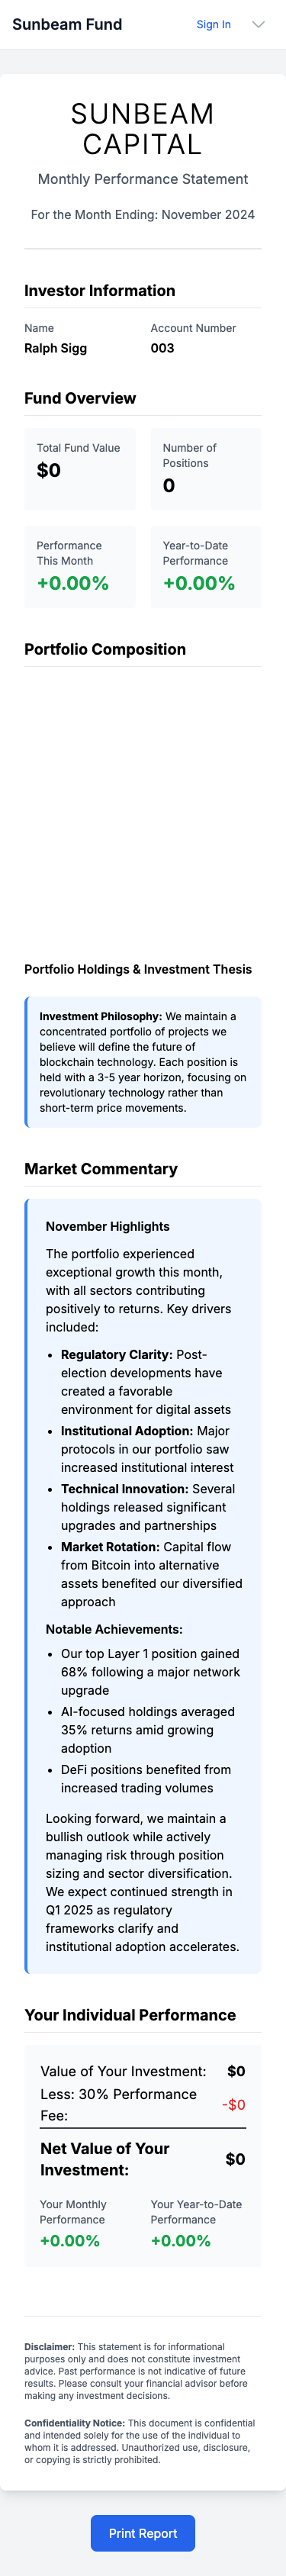 Sunbeam Fund
Sign In
SUNBEAM
CAPITAL
Monthly Performance Statement
For the Month Ending: November 2024
Investor Information
Name
Account Number
Ralph Sigg
003
Fund Overview
Total Fund Value
$0
Number of
Positions
0
Performance
This Month
+0.00%
Year-to-Date
Performance
+0.00%
Portfolio Composition
Portfolio Holdings & Investment Thesis
Investment Philosophy: We maintain a
concentrated portfolio of projects we
believe will define the future of
blockchain technology. Each position is
held with a 3-5 year horizon, focusing on
revolutionary technology rather than
short-term price movements.
Market Commentary
November Highlights
The portfolio experienced
exceptional growth this month,
with all sectors contributing
positively to returns. Key drivers
included:
• Regulatory Clarity: Post-
election developments have
created a favorable
environment for digital assets
• Institutional Adoption: Major
protocols in our portfolio saw
increased institutional interest
• Technical Innovation: Several
holdings released significant
upgrades and partnerships
• Market Rotation: Capital flow
from Bitcoin into alternative
assets benefited our diversified
approach
Notable Achievements:
• Our top Layer 1 position gained
68% following a major network
upgrade
• AI-focused holdings averaged
35% returns amid growing
adoption
• DeFi positions benefited from
increased trading volumes
Looking forward, we maintain a
bullish outlook while actively
managing risk through position
sizing and sector diversification.
We expect continued strength in
Q1 2025 as regulatory
frameworks clarify and
institutional adoption accelerates.
Your Individual Performance
Value of Your Investment: $0
Less: 30% Performance
Fee: -$0
Net Value of Your
Investment: $0
Your Monthly
Performance
+0.00%
Your Year-to-Date
Performance
+0.00%
Disclaimer: This statement is for informational
purposes only and does not constitute investment
advice. Past performance is not indicative of future
results. Please consult your financial advisor before
making any investment decisions.
Confidentiality Notice: This document is confidential
and intended solely for the use of the individual to
whom it is addressed. Unauthorized use, disclosure,
or copying is strictly prohibited.
Print Report